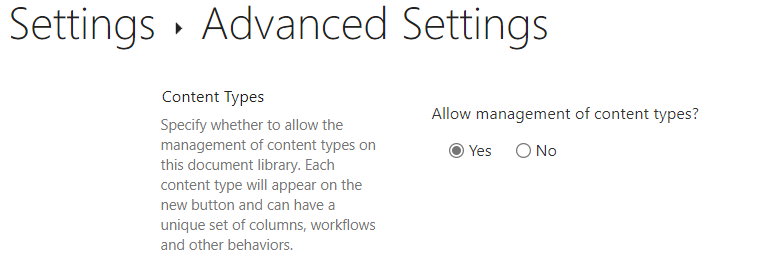 Settings ▸ Advanced Settings
Content Types
Specify whether to allow the
management of content types on
this document library. Each
content type will appear on the
new button and can have a
unique set of columns, workflows
and other behaviors.
Allow management of content types?
Yes No